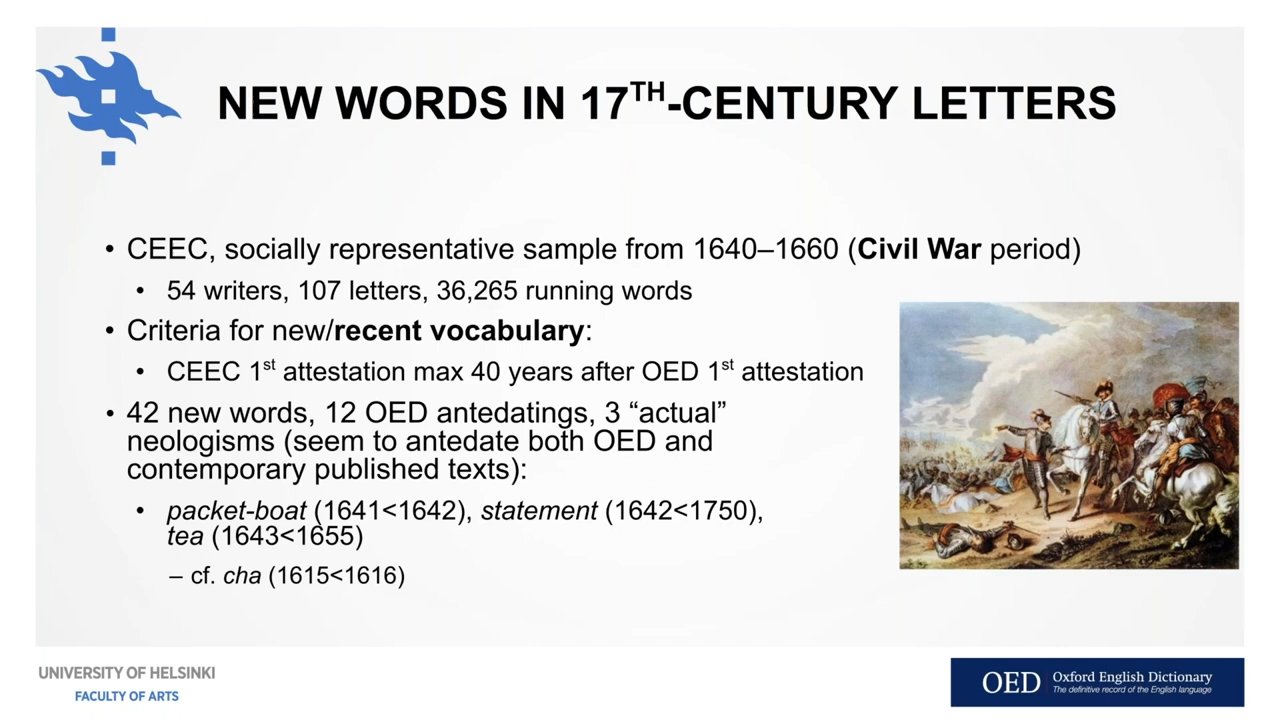 NEW WORDS IN 17TH-CENTURY LETTERS
• CEEC, socially representative sample from 1640–1660 (Civil War period)
• 54 writers, 107 letters, 36,265 running words
• Criteria for new/recent vocabulary:
• CEEC 1st attestation max 40 years after OED 1st attestation
• 42 new words, 12 OED antedatings, 3 “actual”
neologisms (seem to antedate both OED and
contemporary published texts):
• packet-boat (1641<1642), statement (1642<1750),
tea (1643<1655)
– cf. cha (1615<1616)
UNIVERSITY OF HELSINKI
FACULTY OF ARTS
OED Oxford English Dictionary
The definitive record of the English language